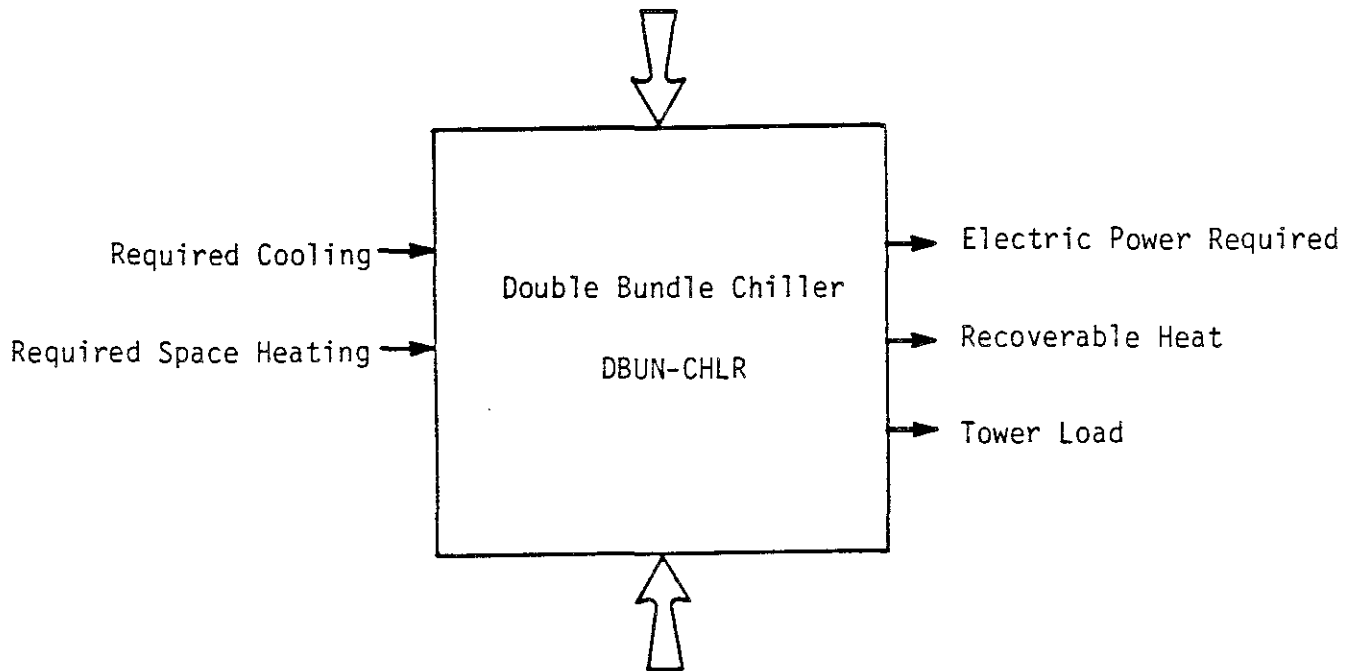 Required Cooling
Required Space Heating
Double Bundle Chiller
DBUN-CHLR
Electric Power Required
Recoverable Heat
Tower Load